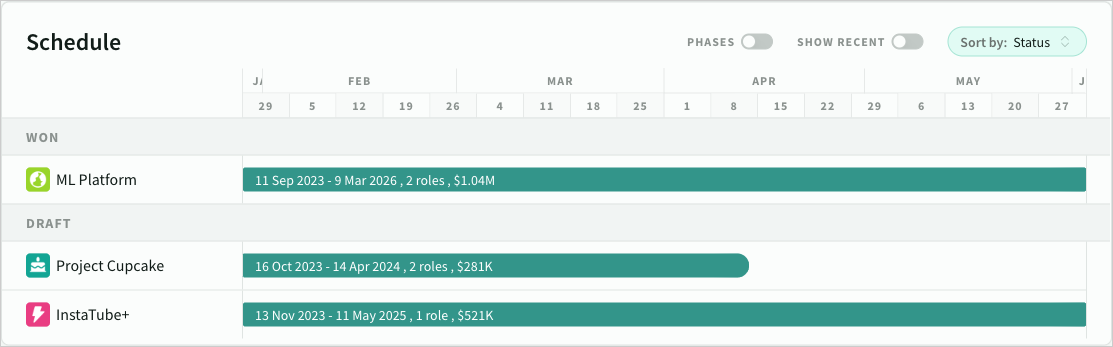 Schedule
PHASES
SHOW RECENT
Sort by: Status
FEB MAR APR MAY
29 5 12 19 26 4 11 18 25 1 8 15 22 29 6 13 20 27
WON
ML Platform
11 Sep 2023 - 9 Mar 2026 , 2 roles , $1.04M
DRAFT
Project Cupcake
16 Oct 2023 - 14 Apr 2024 , 2 roles , $281K
InstaTube+
13 Nov 2023 - 11 May 2025 , 1 role , $521K